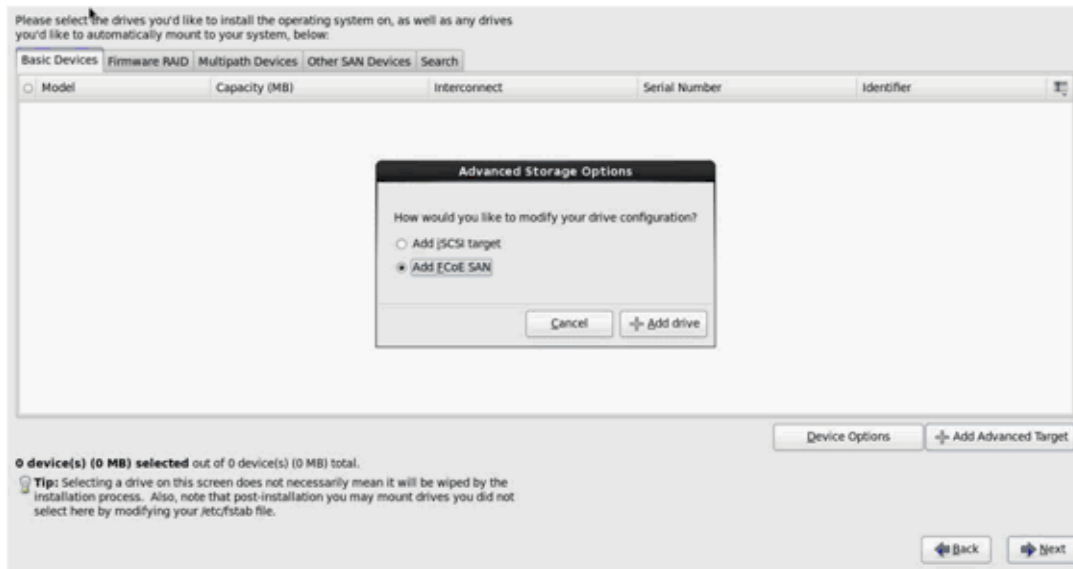 Please select the drives you'd like to install the operating system on, as well as any drives
you'd like to automatically mount to your system, below:
Basic Devices Firmware RAID Multipath Devices Other SAN Devices Search
Model Capacity (MB) Interconnect Serial Number Identifier
Advanced Storage Options
How would you like to modify your drive configuration?
Add iSCSI target
Add FCoE SAN
Cancel Add drive
Device Options Add Advanced Target
0 device(s) (0 MB) selected out of 0 device(s) (0 MB) total.
Tip: Selecting a drive on this screen does not necessarily mean it will be wiped by the
installation process. Also, note that post-installation you may mount drives you did not
select here by modifying your /etc/fstab file.
Back Next